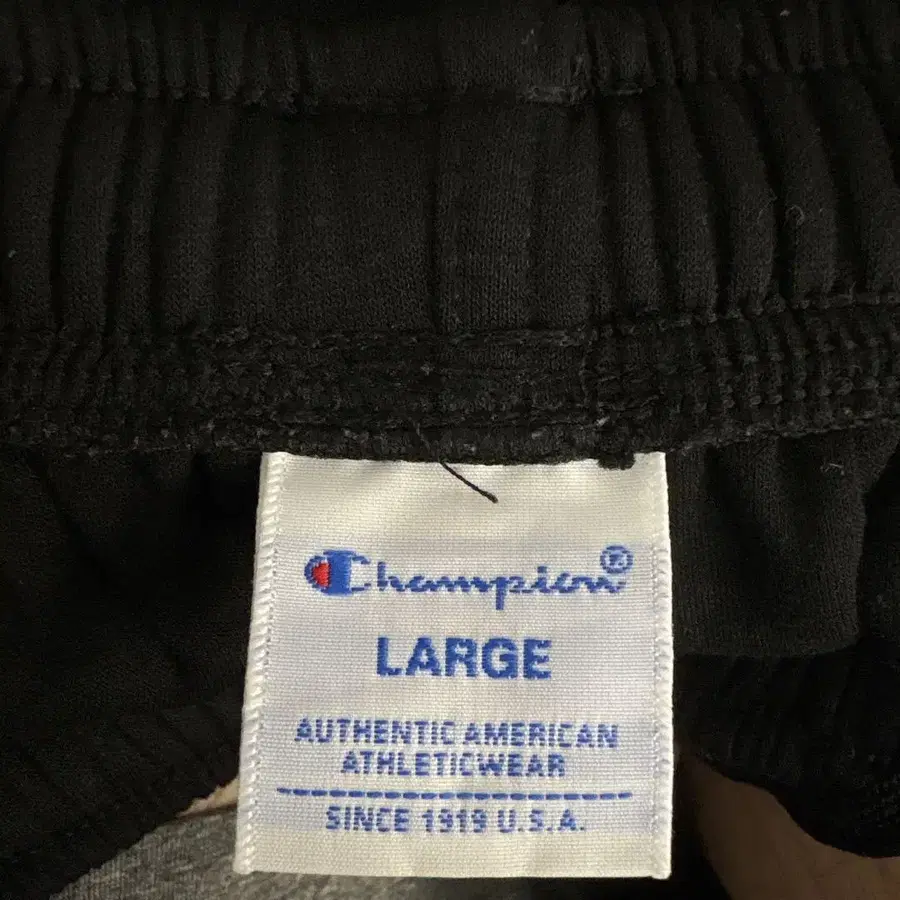 Champion®
LARGE
AUTHENTIC AMERICAN
ATHLETICWEAR
SINCE 1919 U.S.A.